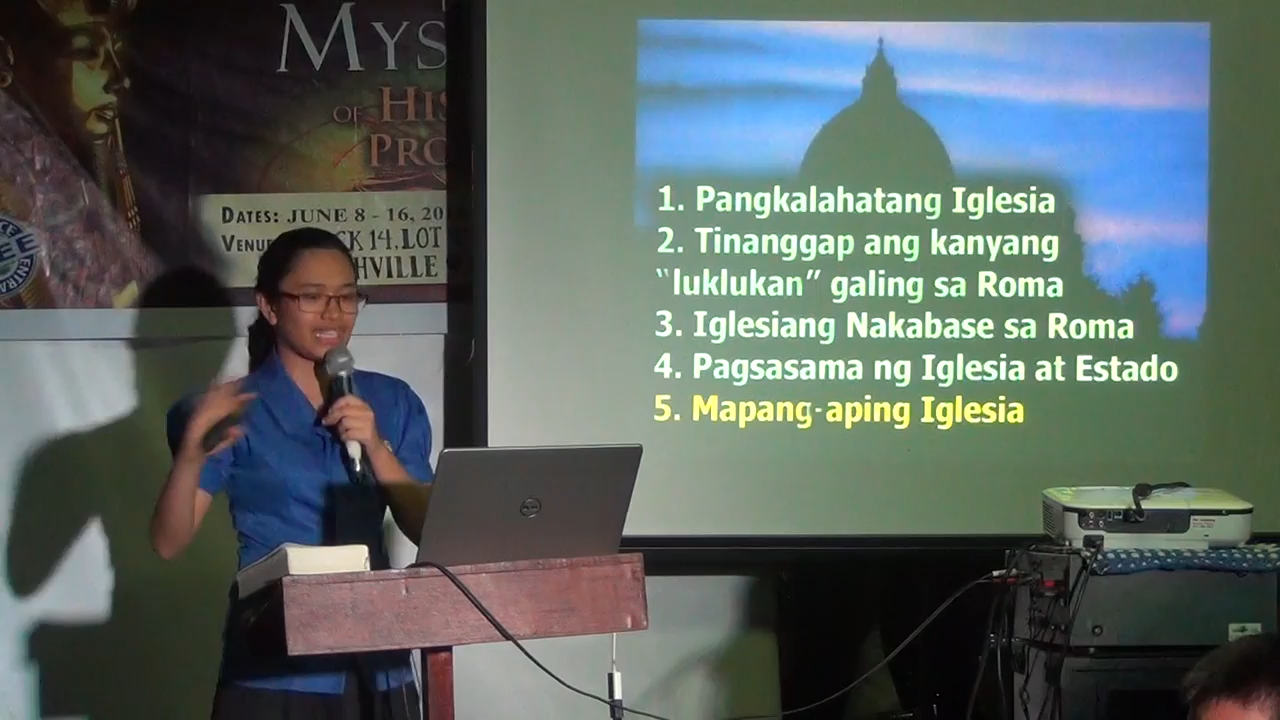 MYS
OF HIS
PRO
DATES: JUNE 8 - 16, 20
VENUE CK 14, LOT
HVILLE
1. Pangkalahatang Iglesia
2. Tinanggap ang kanyang
“luklukan” galing sa Roma
3. Iglesiang Nakabase sa Roma
4. Pagsasama ng Iglesia at Estado
5. Mapang-aping Iglesia
DELL